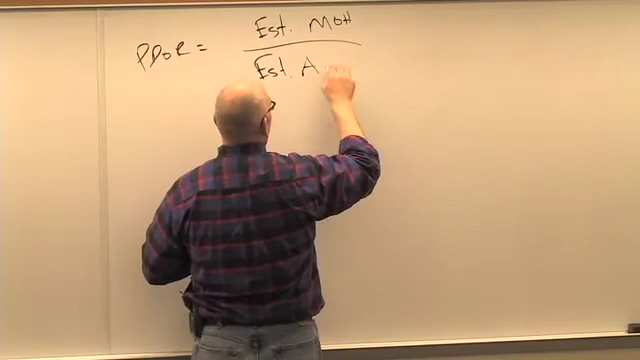 Est. MOH
PDOR =
Est. A